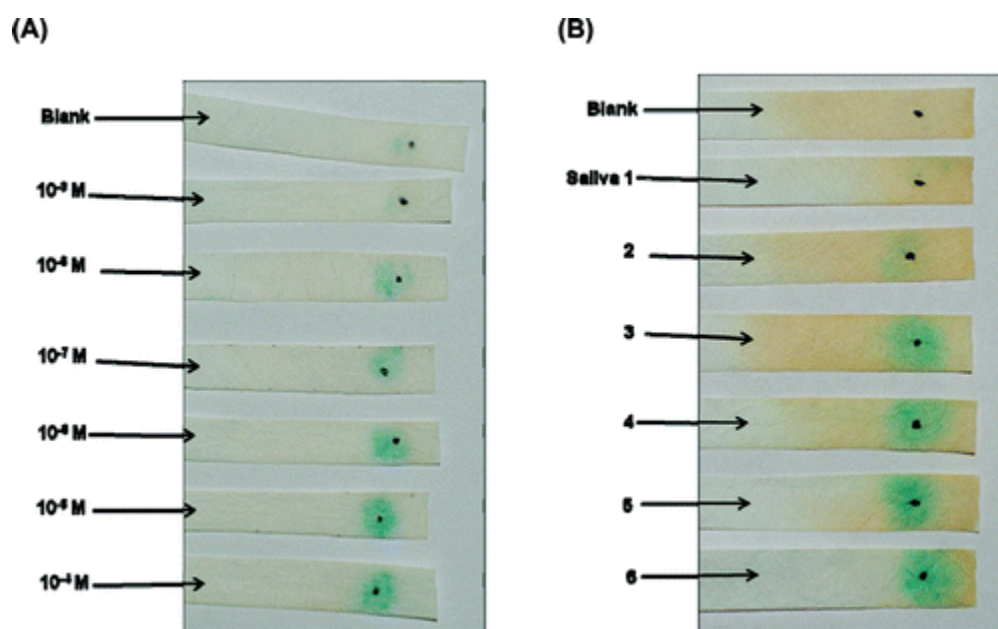 (A)
Blank
10⁻⁹ M
10⁻⁸ M
10⁻⁷ M
10⁻⁶ M
10⁻⁵ M
10⁻⁴ M
(B)
Blank
Saliva 1
2
3
4
5
6